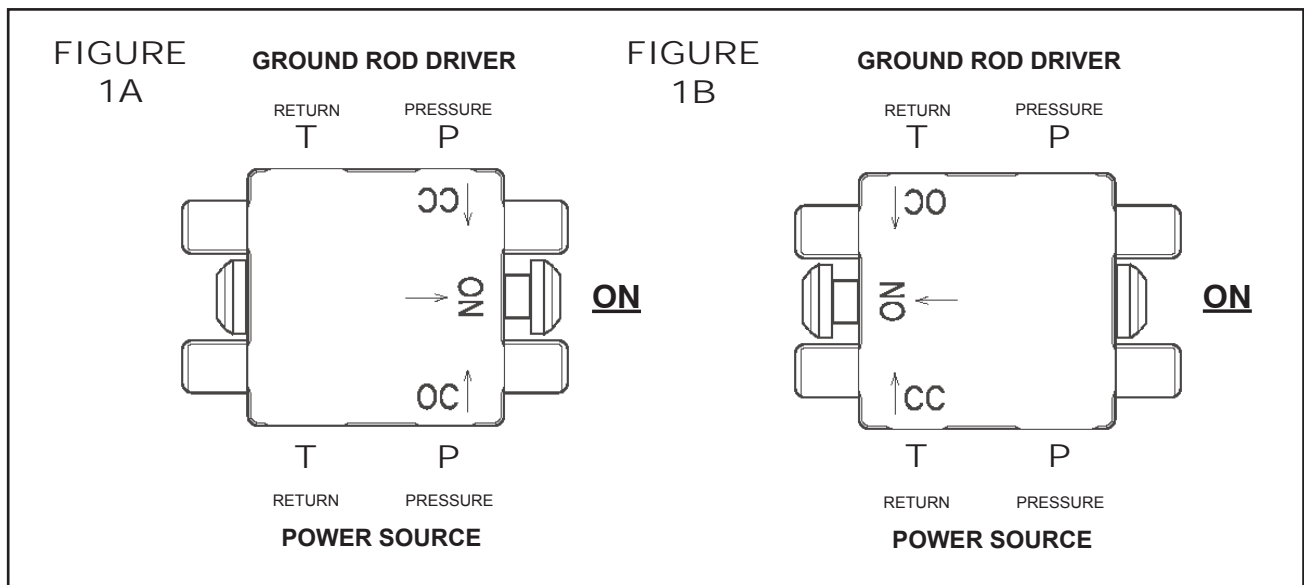 FIGURE
1A
GROUND ROD DRIVER
RETURN PRESSURE
T P
CC
ON
OC
ON
T P
RETURN PRESSURE
POWER SOURCE
FIGURE
1B
GROUND ROD DRIVER
RETURN PRESSURE
T P
OC
ON
CC
ON
T P
RETURN PRESSURE
POWER SOURCE